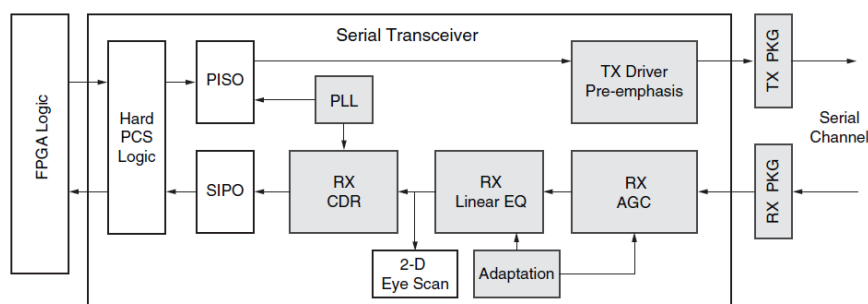 Serial Transceiver
FPGA Logic
Hard
PCS
Logic
PISO
PLL
TX Driver
Pre-emphasis
TX PKG
Serial
Channel
SIPO
RX
CDR
RX
Linear EQ
RX
AGC
RX PKG
2-D
Eye Scan
Adaptation